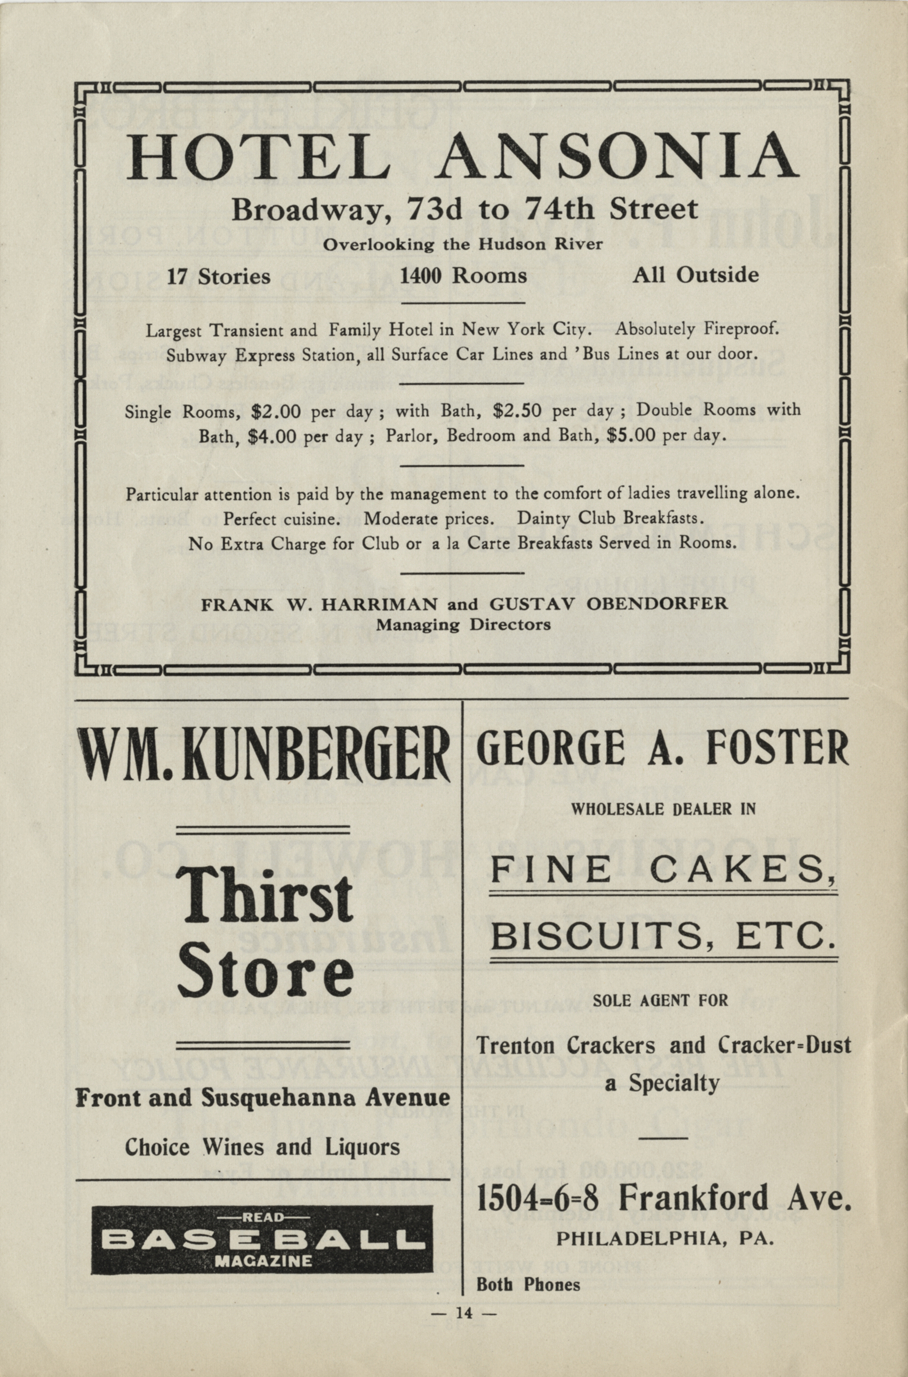 HOTEL ANSONIA
Broadway, 73d to 74th Street
Overlooking the Hudson River
17 Stories 1400 Rooms All Outside
Largest Transient and Family Hotel in New York City. Absolutely Fireproof.
Subway Express Station, all Surface Car Lines and 'Bus Lines at our door.
Single Rooms, $2.00 per day; with Bath, $2.50 per day; Double Rooms with
Bath, $4.00 per day; Parlor, Bedroom and Bath, $5.00 per day.
Particular attention is paid by the management to the comfort of ladies travelling alone.
Perfect cuisine. Moderate prices. Dainty Club Breakfasts.
No Extra Charge for Club or a la Carte Breakfasts Served in Rooms.
FRANK W. HARRIMAN and GUSTAV OBENDORFER
Managing Directors
WM. KUNBERGER
Thirst
Store
Front and Susquehanna Avenue
Choice Wines and Liquors
READ
BASEBALL
MAGAZINE
GEORGE A. FOSTER
WHOLESALE DEALER IN
FINE CAKES,
BISCUITS, ETC.
SOLE AGENT FOR
Trenton Crackers and Cracker-Dust
a Specialty
1504-6-8 Frankford Ave.
PHILADELPHIA, PA.
Both Phones
— 14 —